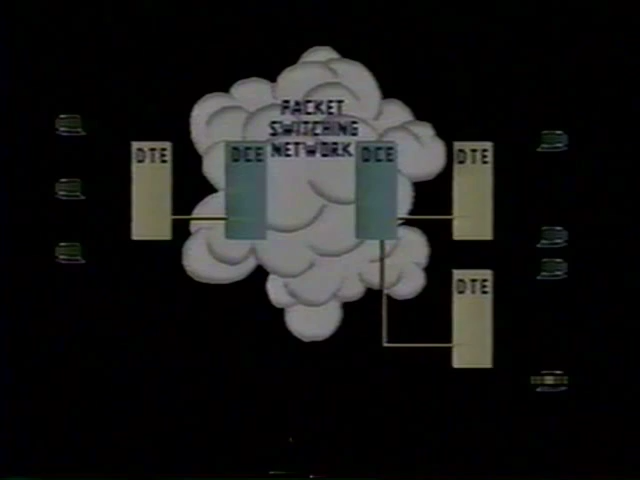 PACKET
SWITCHING
NETWORK
DTE
DCE
DCE
DTE
DTE